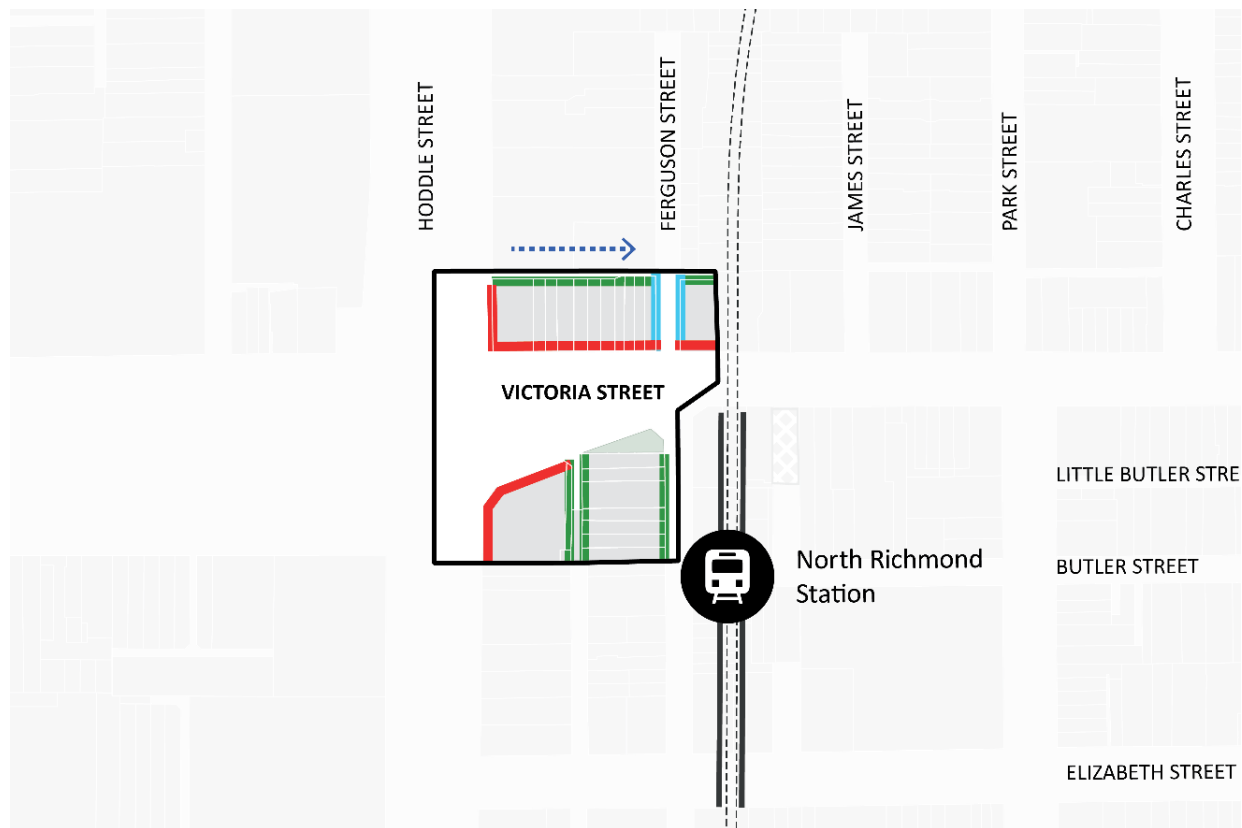 HODDLE STREET
FERGUSON STREET
JAMES STREET
PARK STREET
CHARLES STREET
VICTORIA STREET
LITTLE BUTLER STRE
North Richmond
Station
BUTLER STREET
ELIZABETH STREET